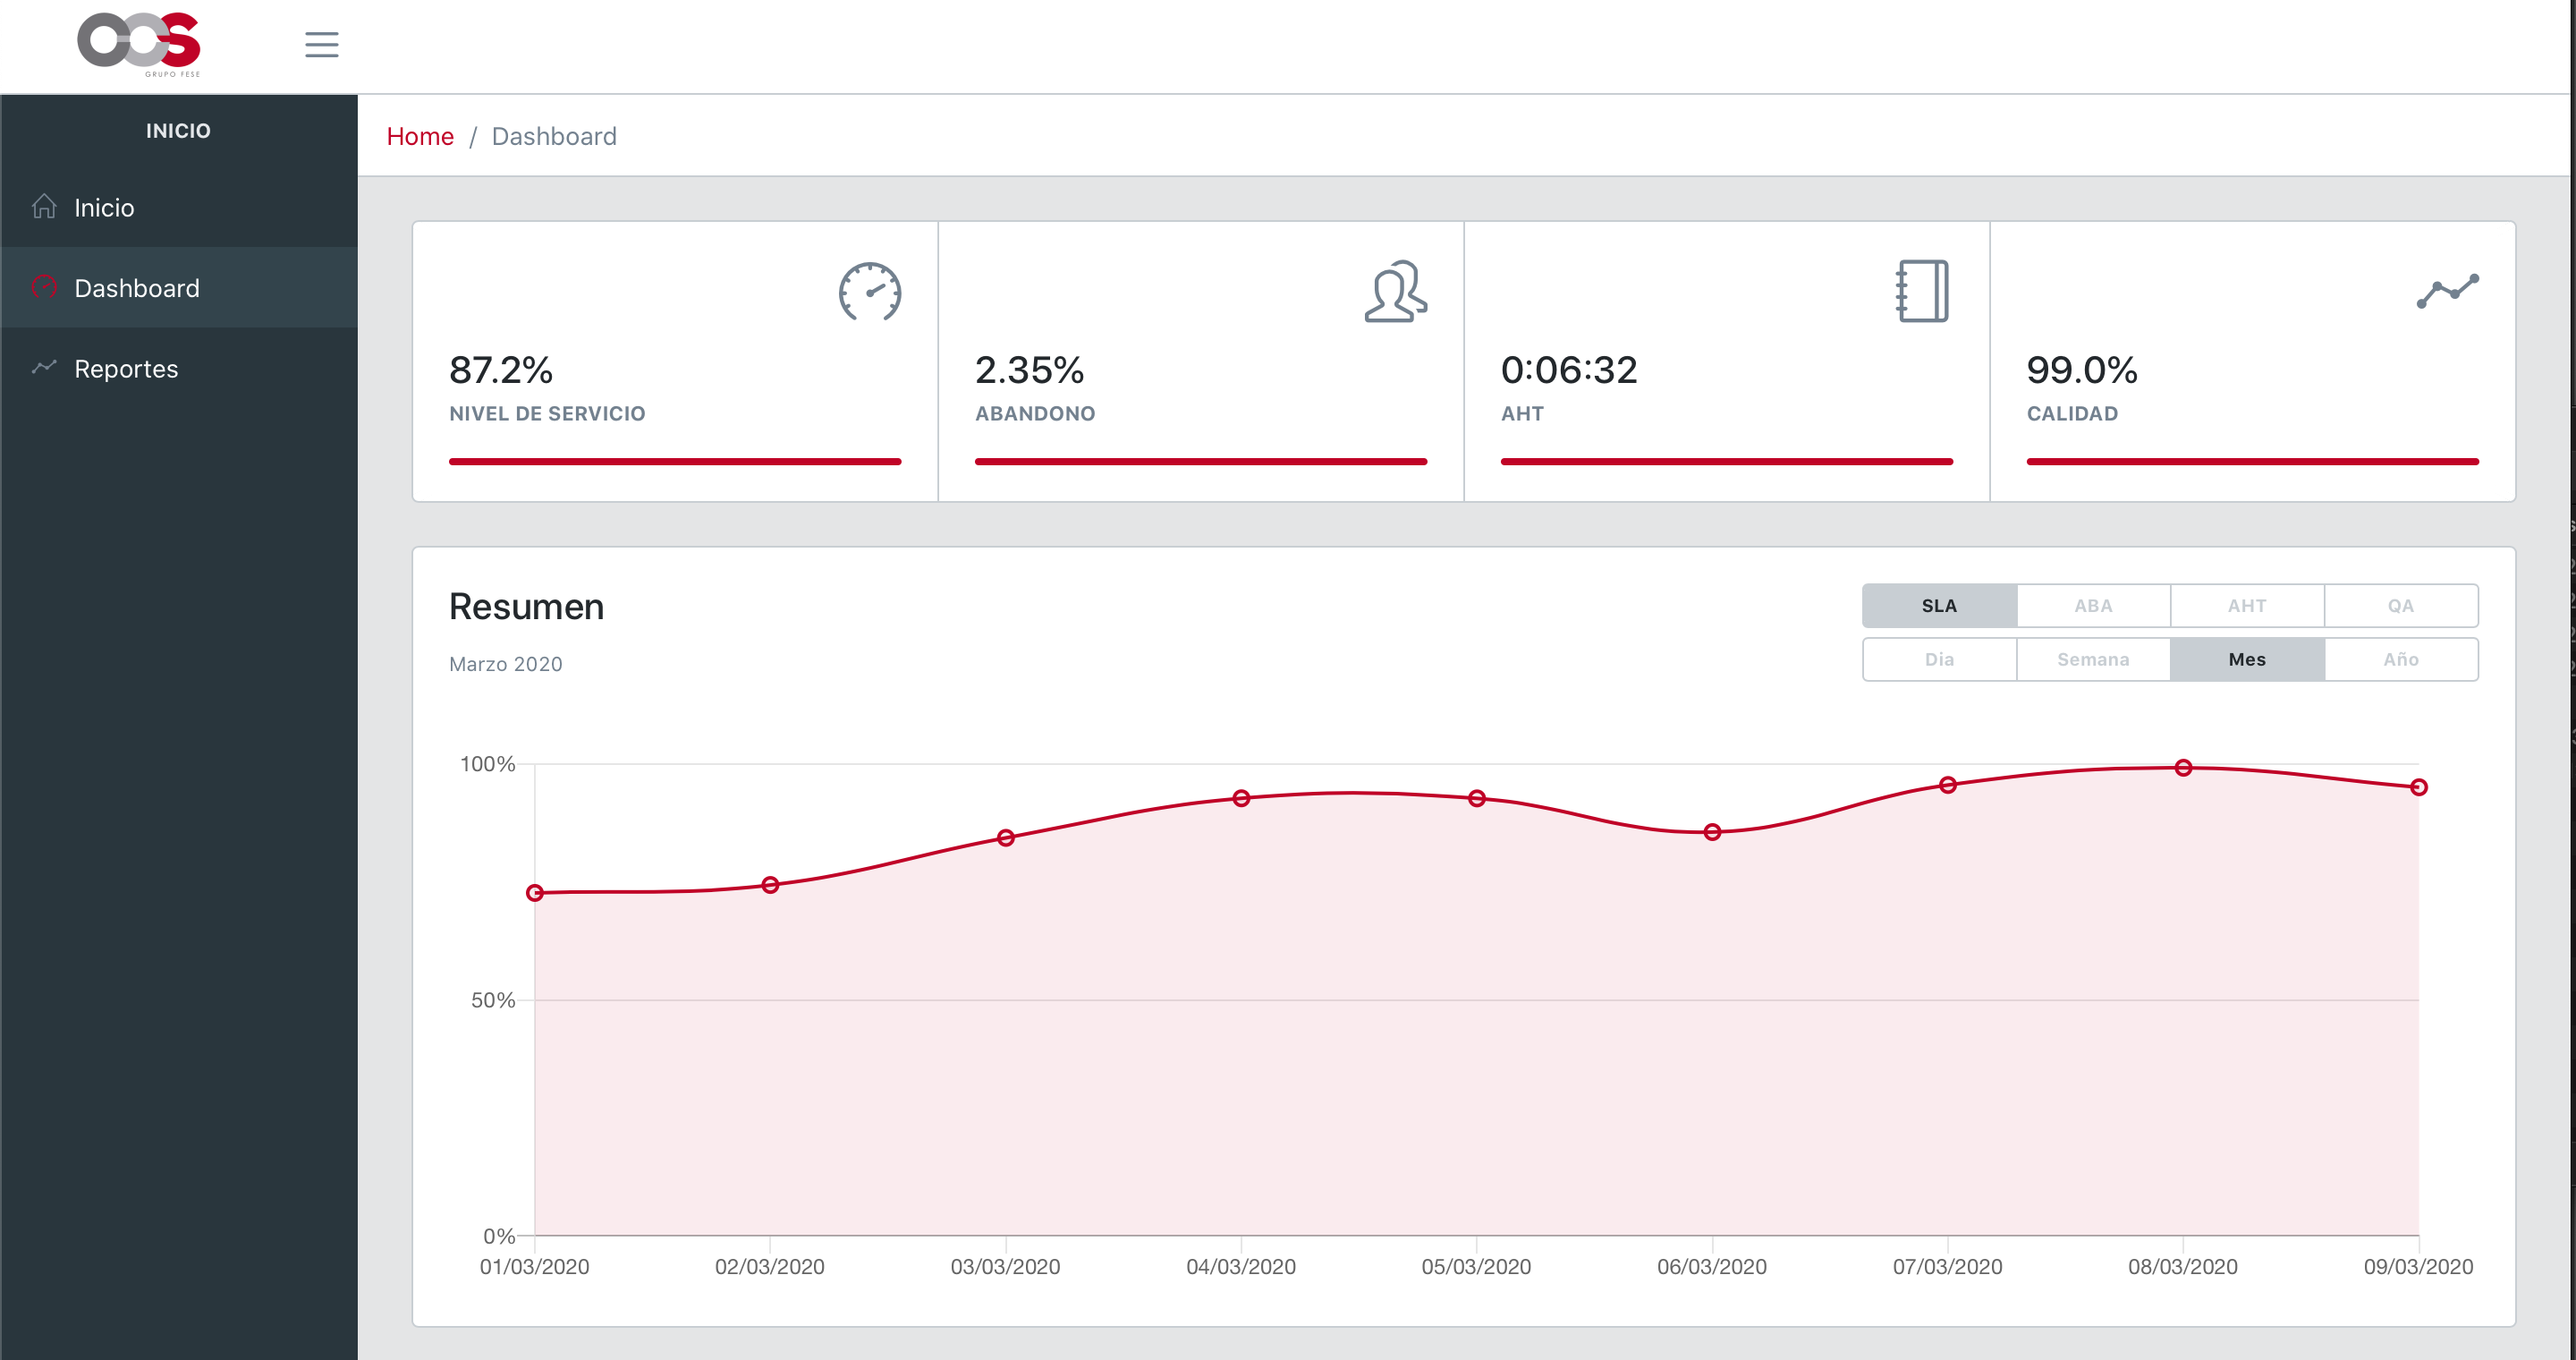 OCS
GRUPO FESE
INICIO
Inicio
Dashboard
Reportes
Home / Dashboard
87.2%
NIVEL DE SERVICIO
2.35%
ABANDONO
0:06:32
AHT
99.0%
CALIDAD
Resumen
Marzo 2020
SLA ABA AHT QA
Dia Semana Mes Año
100%
50%
0%
01/03/2020 02/03/2020 03/03/2020 04/03/2020 05/03/2020 06/03/2020 07/03/2020 08/03/2020 09/03/2020